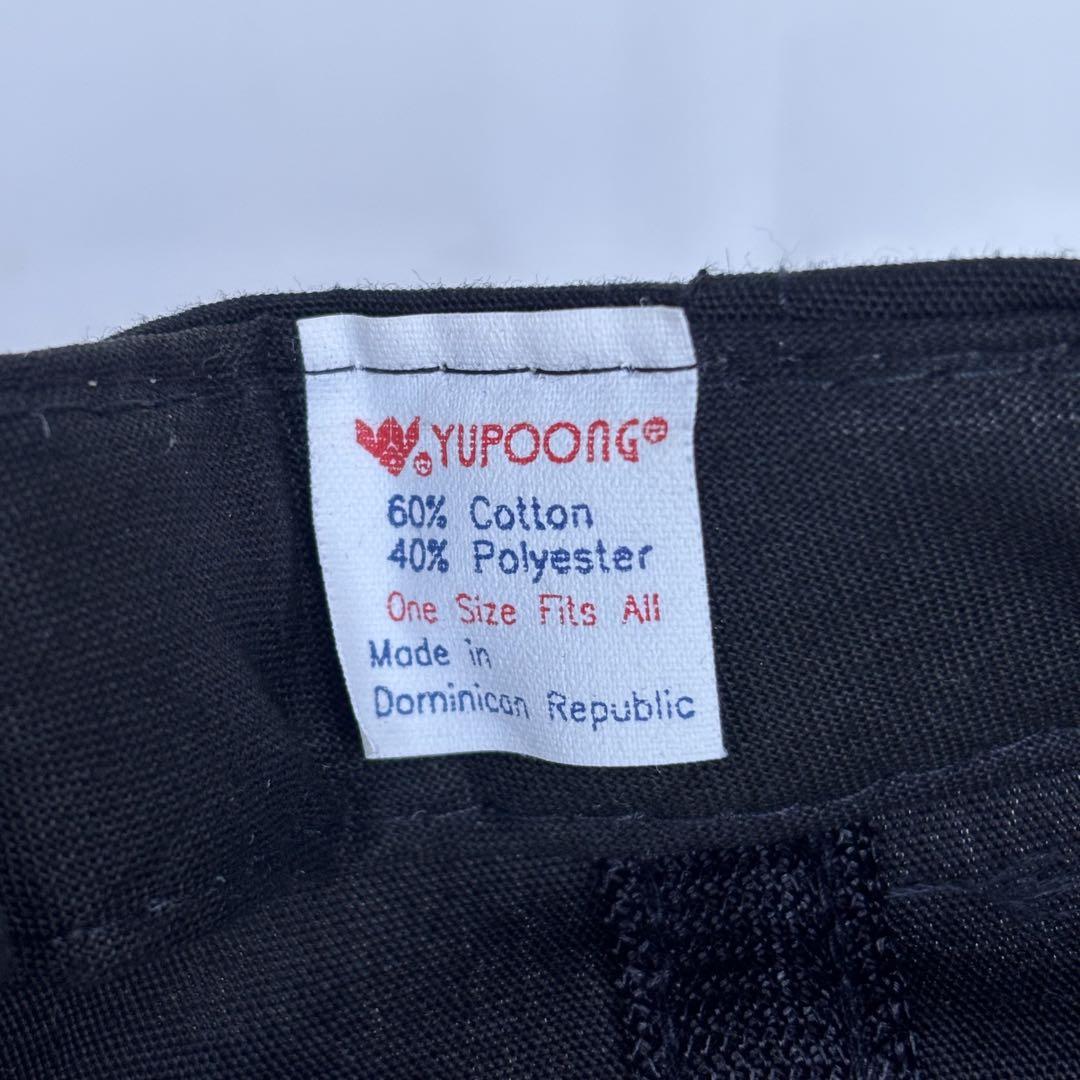 YUPOONG®
60% Cotton
40% Polyester
One Size Fits All
Made in
Dominican Republic